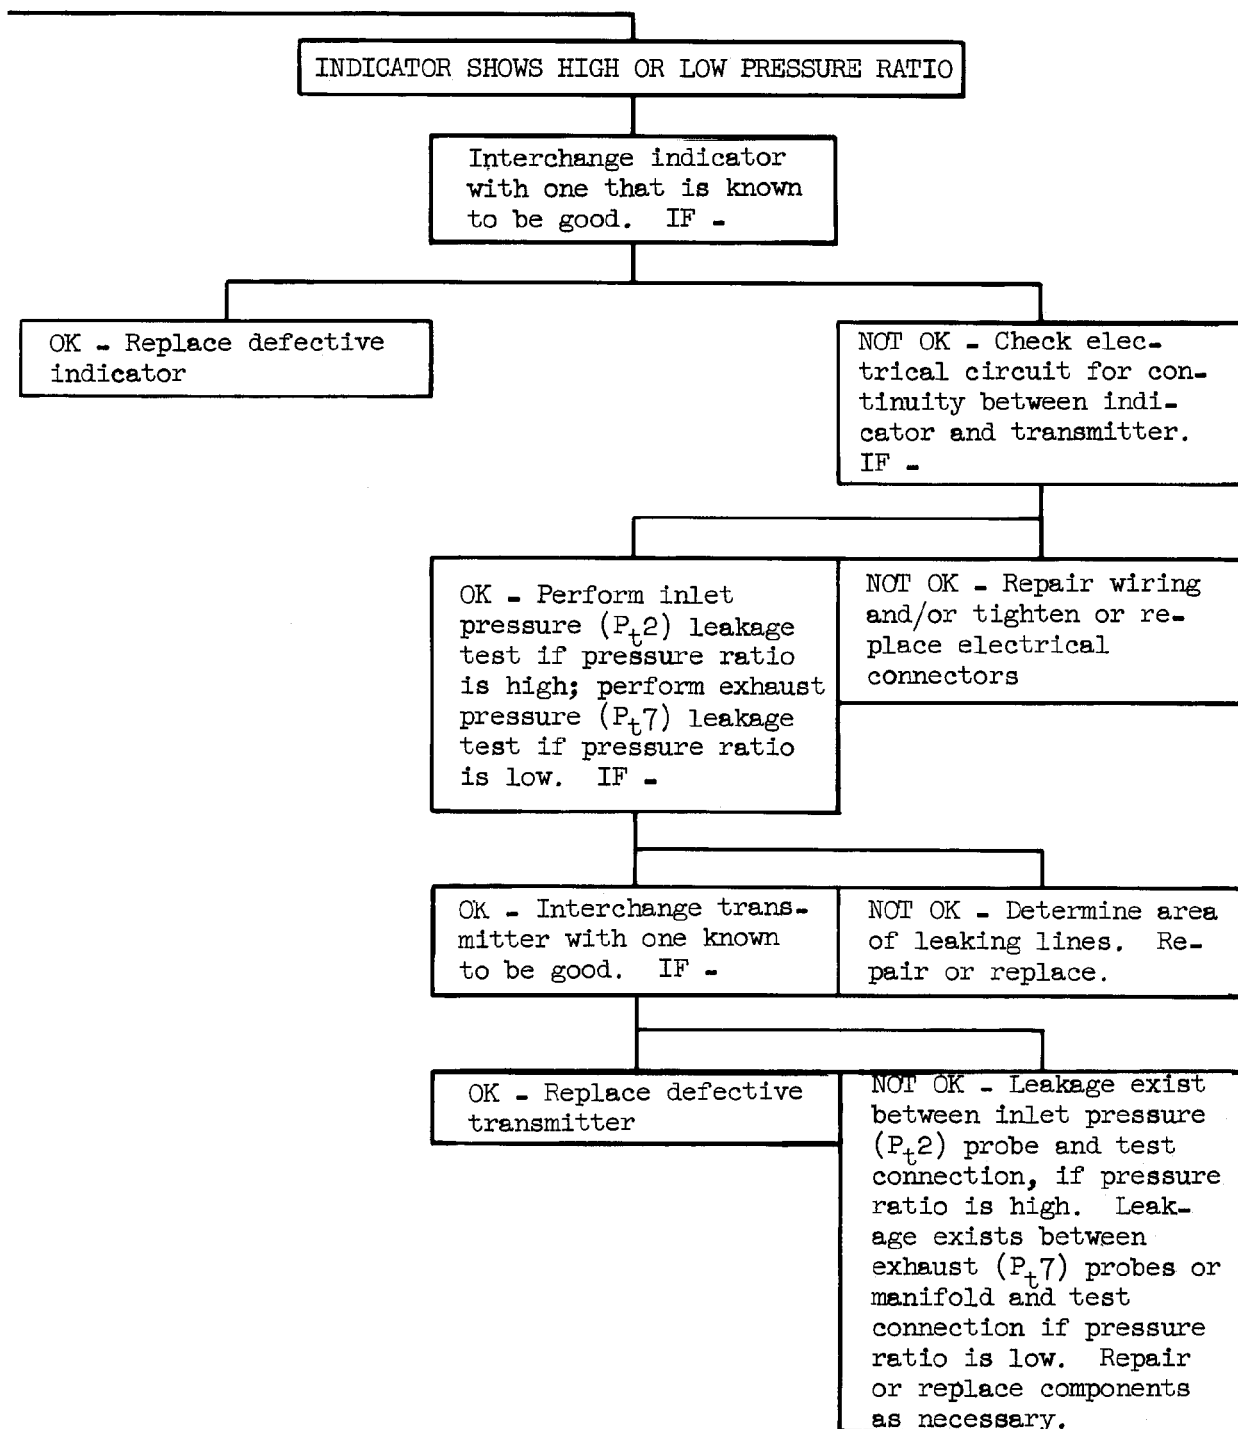 INDICATOR SHOWS HIGH OR LOW PRESSURE RATIO
Interchange indicator
with one that is known
to be good. IF -
OK - Replace defective
indicator
NOT OK - Check elec-
trical circuit for con-
tinuity between indi-
cator and transmitter.
IF -
OK - Perform inlet
pressure (Pt2) leakage
test if pressure ratio
is high; perform exhaust
pressure (Pt7) leakage
test if pressure ratio
is low. IF -
NOT OK - Repair wiring
and/or tighten or re-
place electrical
connectors
OK - Interchange trans-
mitter with one known
to be good. IF -
NOT OK - Determine area
of leaking lines. Re-
pair or replace.
OK - Replace defective
transmitter
NOT OK - Leakage exist
between inlet pressure
(Pt2) probe and test
connection, if pressure
ratio is high. Leak-
age exists between
exhaust (Pt7) probes or
manifold and test
connection if pressure
ratio is low. Repair
or replace components
as necessary.